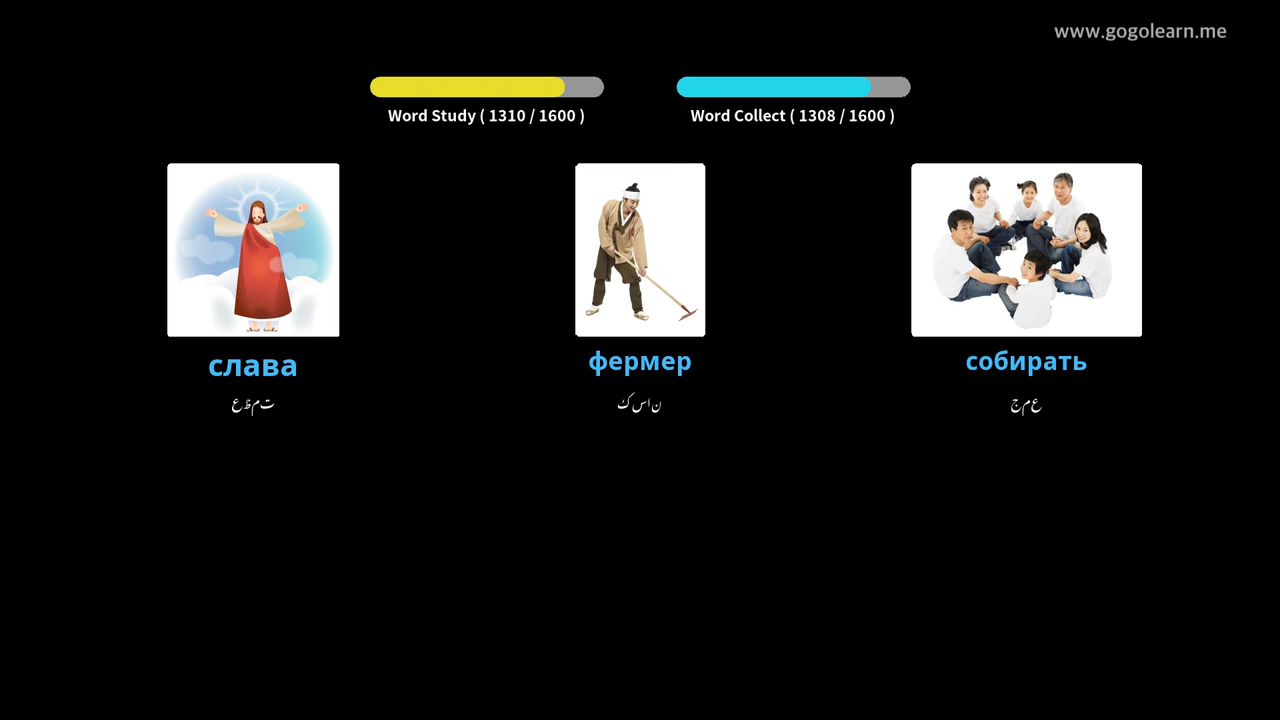 www.gogolearn.me
Word Study ( 1310 / 1600 )
Word Collect ( 1308 / 1600 )
слава
фермер
собирать
عظمت
کسان
جمع